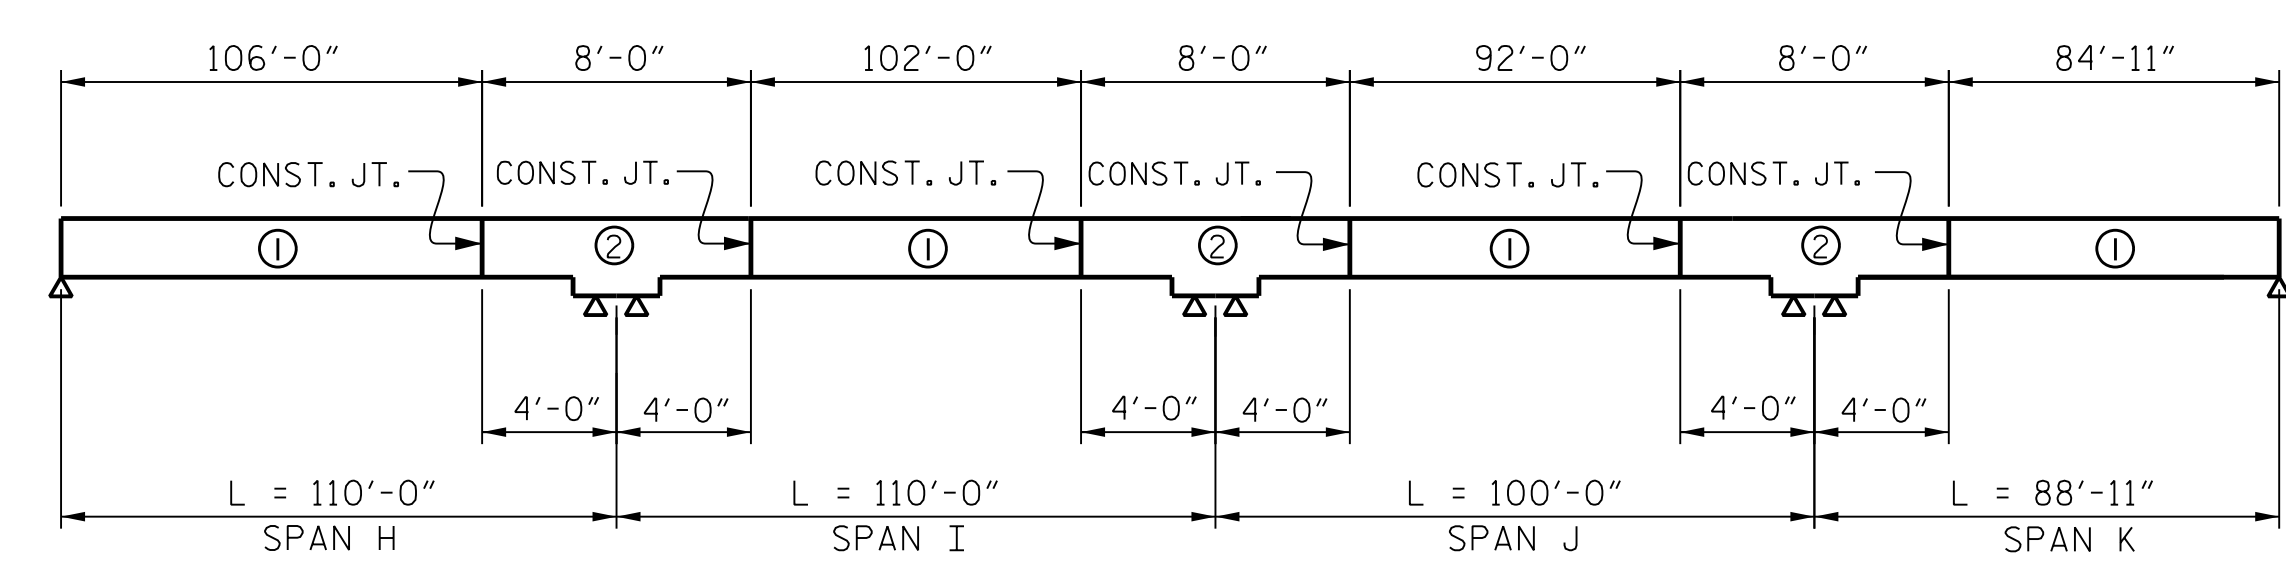 106'-0" 8'-0" 102'-0" 8'-0" 92'-0" 8'-0" 84'-11"
CONST. JT. CONST. JT. CONST. JT. CONST. JT. CONST. JT. CONST. JT.
1 2 1 2 1 2 1
4'-0" 4'-0" 4'-0" 4'-0" 4'-0" 4'-0"
L = 110'-0" L = 110'-0" L = 100'-0" L = 88'-11"
SPAN H SPAN I SPAN J SPAN K